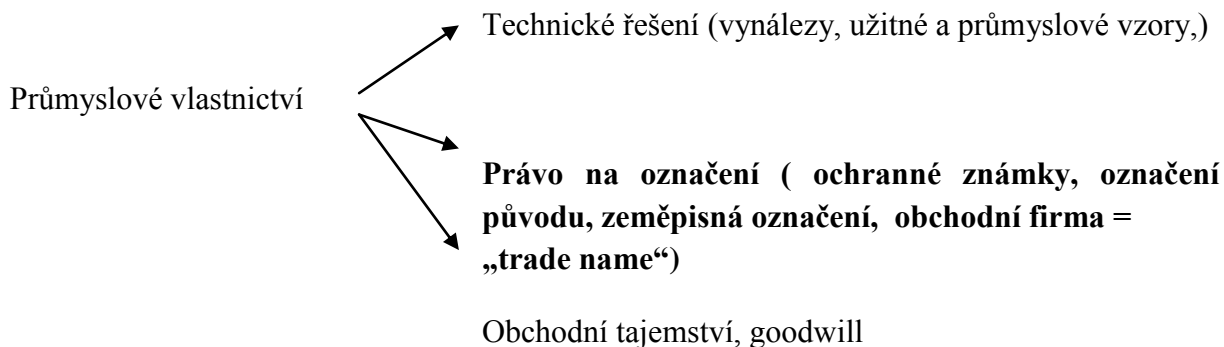 Technické řešení (vynálezy, užitné a průmyslové vzory,)
Průmyslové vlastnictví
Právo na označení ( ochranné známky, označení
původu, zeměpisná označení, obchodní firma =
„trade name“)
Obchodní tajemství, goodwill